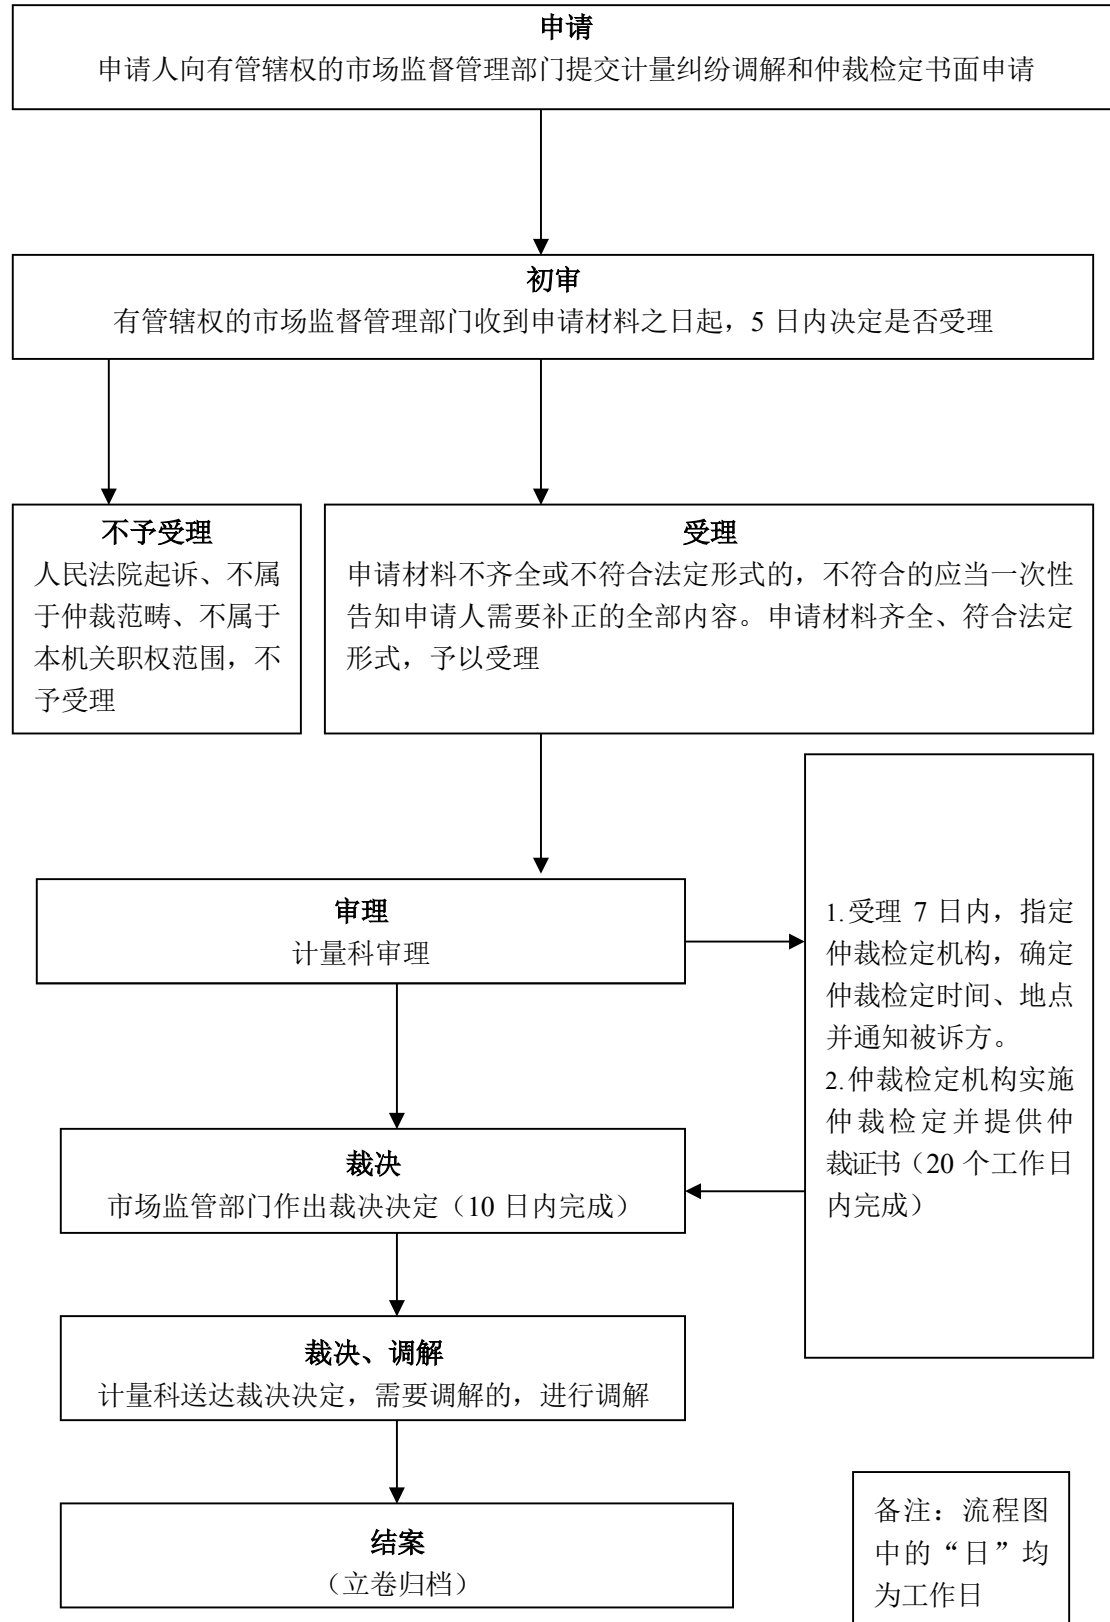 申请
申请人向有管辖权的市场监督管理部门提交计量纠纷调解和仲裁检定书面申请
初审
有管辖权的市场监督管理部门收到申请材料之日起，5 日内决定是否受理
不予受理
人民法院起诉、不属
于仲裁范畴、不属于
本机关职权范围，不
予受理
受理
申请材料不齐全或不符合法定形式的，不符合的应当一次性
告知申请人需要补正的全部内容。申请材料齐全、符合法定
形式，予以受理
审理
计量科审理
1.受理 7 日内，指定
仲裁检定机构，确定
仲裁检定时间、地点
并通知被诉方。
2.仲裁检定机构实施
仲裁检定并提供仲
裁证书（20 个工作日
内完成）
裁决
市场监管部门作出裁决决定（10 日内完成）
裁决、调解
计量科送达裁决决定，需要调解的，进行调解
结案
（立卷归档）
备注：流程图
中的“日”均
为工作日